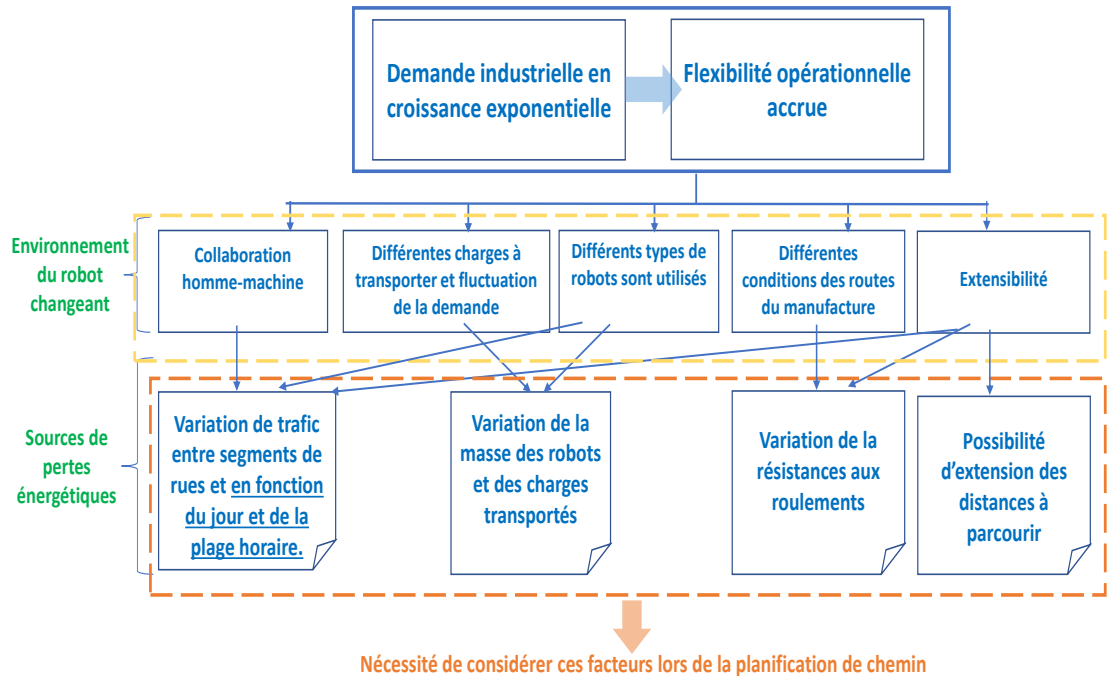 Demande industrielle en
croissance exponentielle
Flexibilité opérationnelle
accrue
Environnement
du robot
changeant
Collaboration
homme-machine
Différentes charges à
transporter et fluctuation
de la demande
Différents types de
robots sont utilisés
Différentes
conditions des routes
du manufacture
Extensibilité
Sources de
pertes
énergétiques
Variation de trafic
entre segments de
rues et en fonction
du jour et de la
plage horaire.
Variation de la
masse des robots
et des charges
transportés
Variation de la
résistances aux
roulements
Possibilité
d'extension des
distances à
parcourir
Nécessité de considérer ces facteurs lors de la planification de chemin